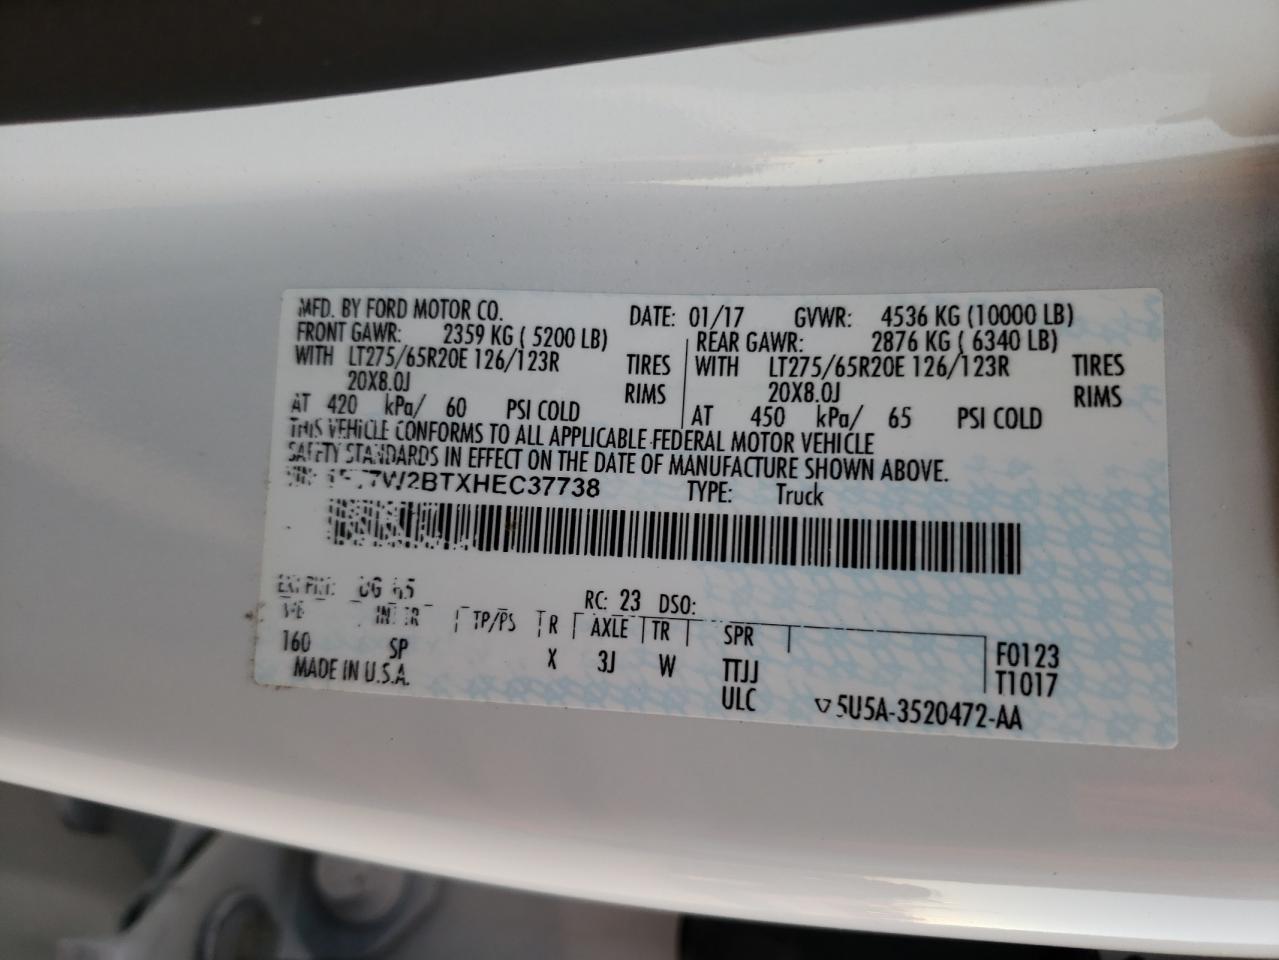 MFD. BY FORD MOTOR CO. DATE: 01/17 GVWR: 4536 KG (10000 LB)
FRONT GAWR: 2359 KG ( 5200 LB) REAR GAWR: 2876 KG ( 6340 LB)
WITH LT275/65R20E 126/123R TIRES WITH LT275/65R20E 126/123R TIRES
20X8.0J RIMS 20X8.0J RIMS
AT 420 kPa/ 60 PSI COLD AT 450 kPa/ 65 PSI COLD
THIS VEHICLE CONFORMS TO ALL APPLICABLE FEDERAL MOTOR VEHICLE
SAFETY STANDARDS IN EFFECT ON THE DATE OF MANUFACTURE SHOWN ABOVE.
TYPE: Truck
RC: 23 DSO:
TP/PS R AXLE TR SPR
160 SP X 3J W TTJJ F0123
MADE IN U.S.A. ULC T1017
▽5U5A-3520472-AA